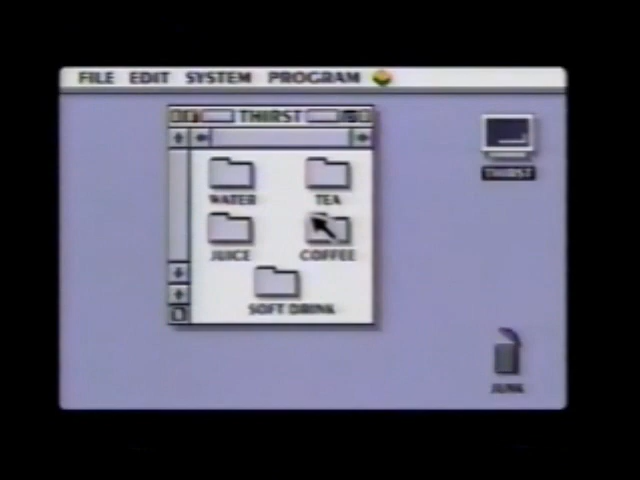 FILE EDIT SYSTEM PROGRAM
THIRST
WATER TEA
JUICE COFFEE
SOFT DRINK
THIRST
JUNK